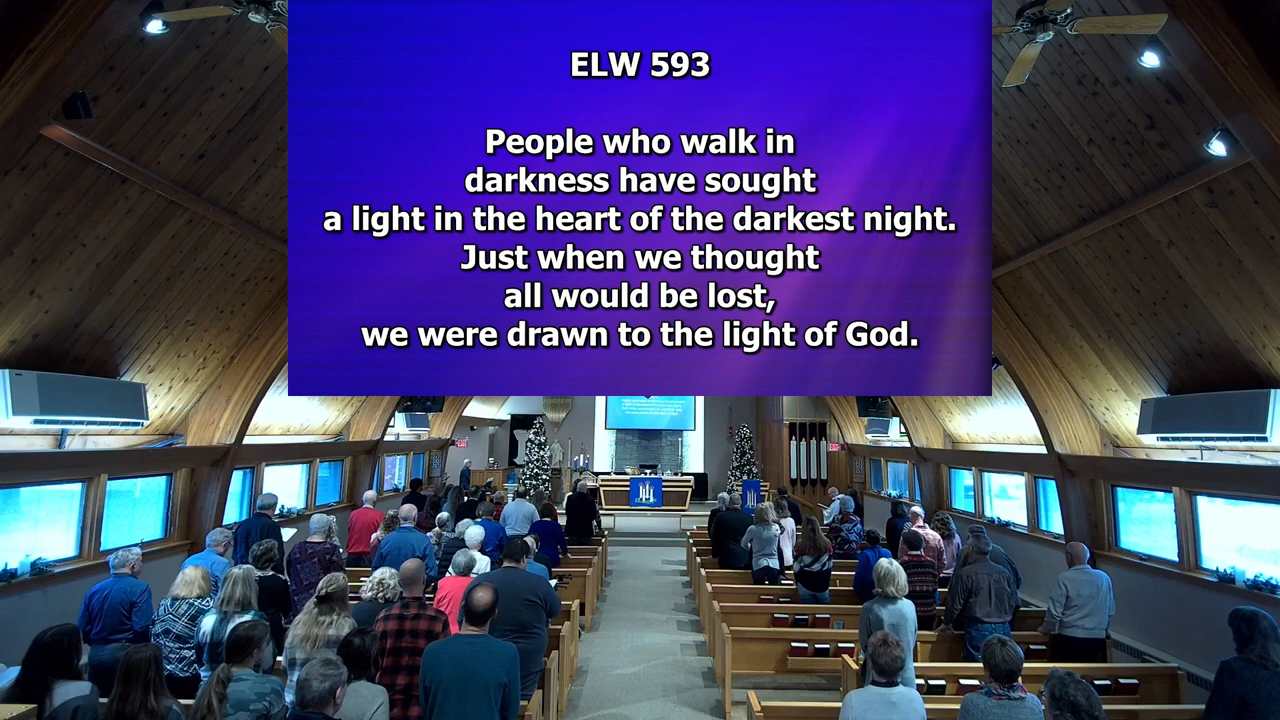 ELW 593
People who walk in
darkness have sought
a light in the heart of the darkest night.
Just when we thought
all would be lost,
we were drawn to the light of God.